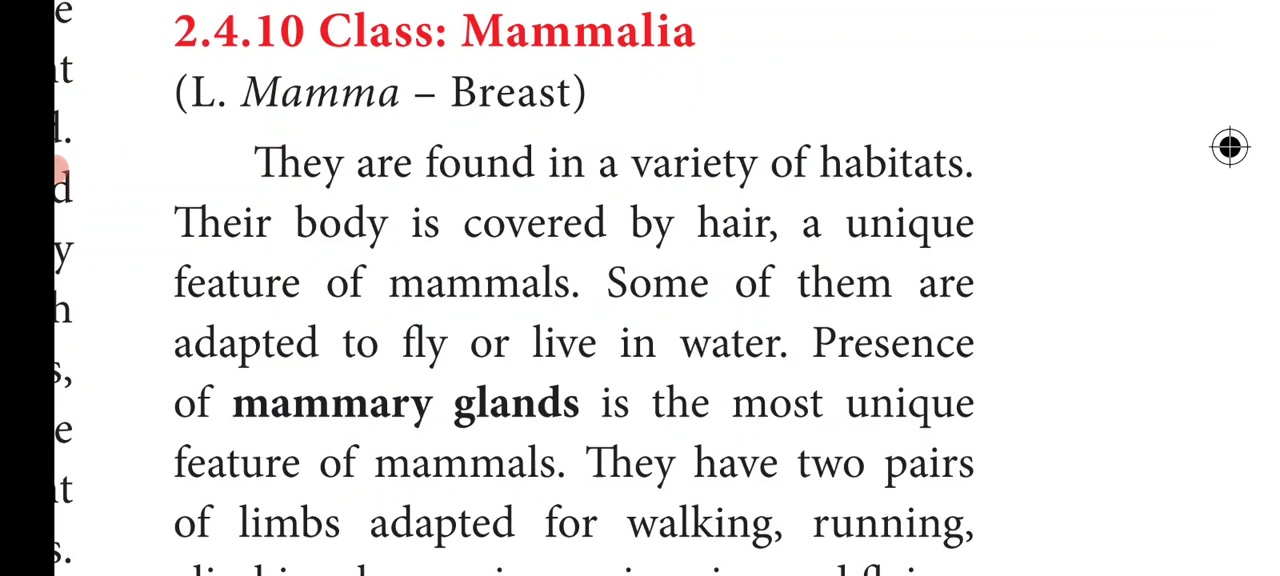 2.4.10 Class: Mammalia
(L. Mamma – Breast)
They are found in a variety of habitats.
Their body is covered by hair, a unique
feature of mammals. Some of them are
adapted to fly or live in water. Presence
of mammary glands is the most unique
feature of mammals. They have two pairs
of limbs adapted for walking, running,